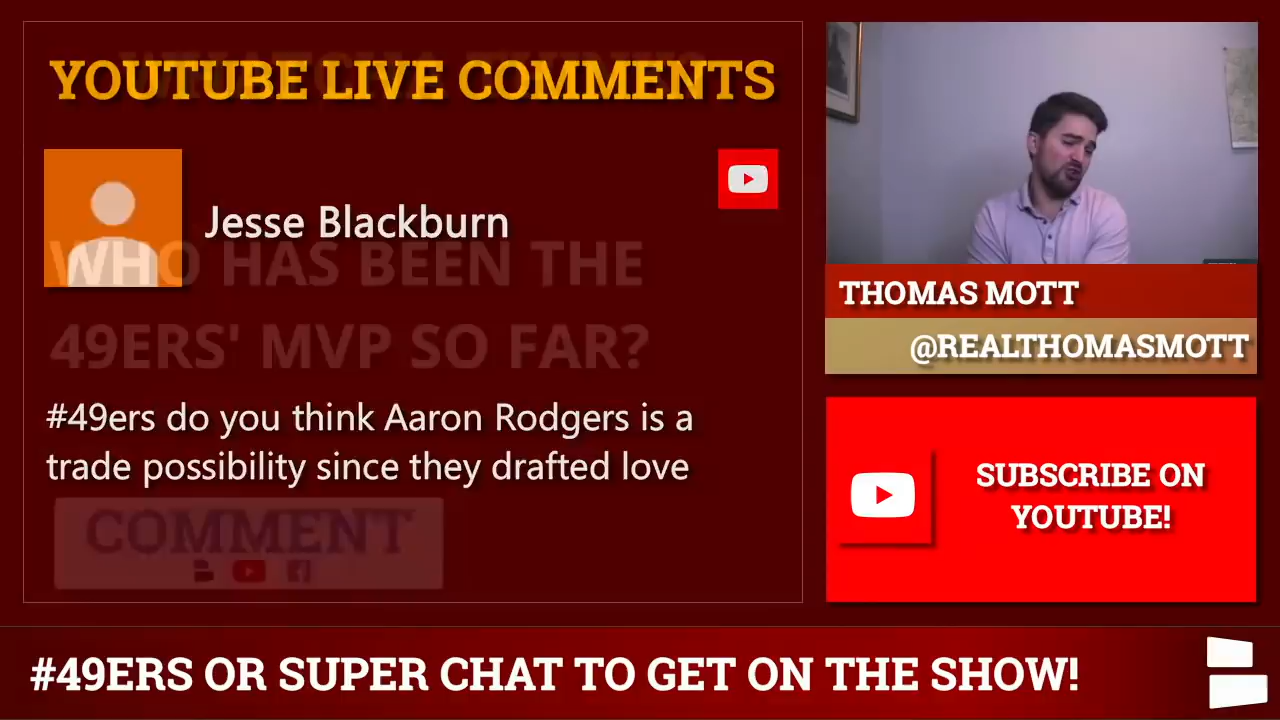 YOUTUBE LIVE COMMENTS
Jesse Blackburn
WHO HAS BEEN THE
49ERS' MVP SO FAR?
#49ers do you think Aaron Rodgers is a
trade possibility since they drafted love
COMMENT
THOMAS MOTT
@REALTHOMASMOTT
SUBSCRIBE ON
YOUTUBE!
#49ERS OR SUPER CHAT TO GET ON THE SHOW!